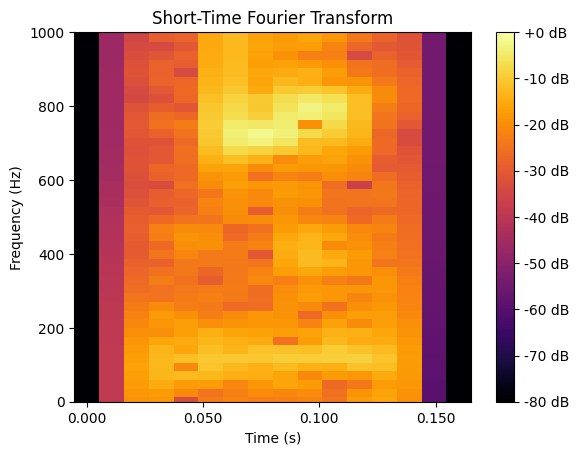 Short-Time Fourier Transform
1000
800
600
400
200
0
Frequency (Hz)
0.000
0.050
0.100
0.150
Time (s)
+0 dB
-10 dB
-20 dB
-30 dB
-40 dB
-50 dB
-60 dB
-70 dB
-80 dB